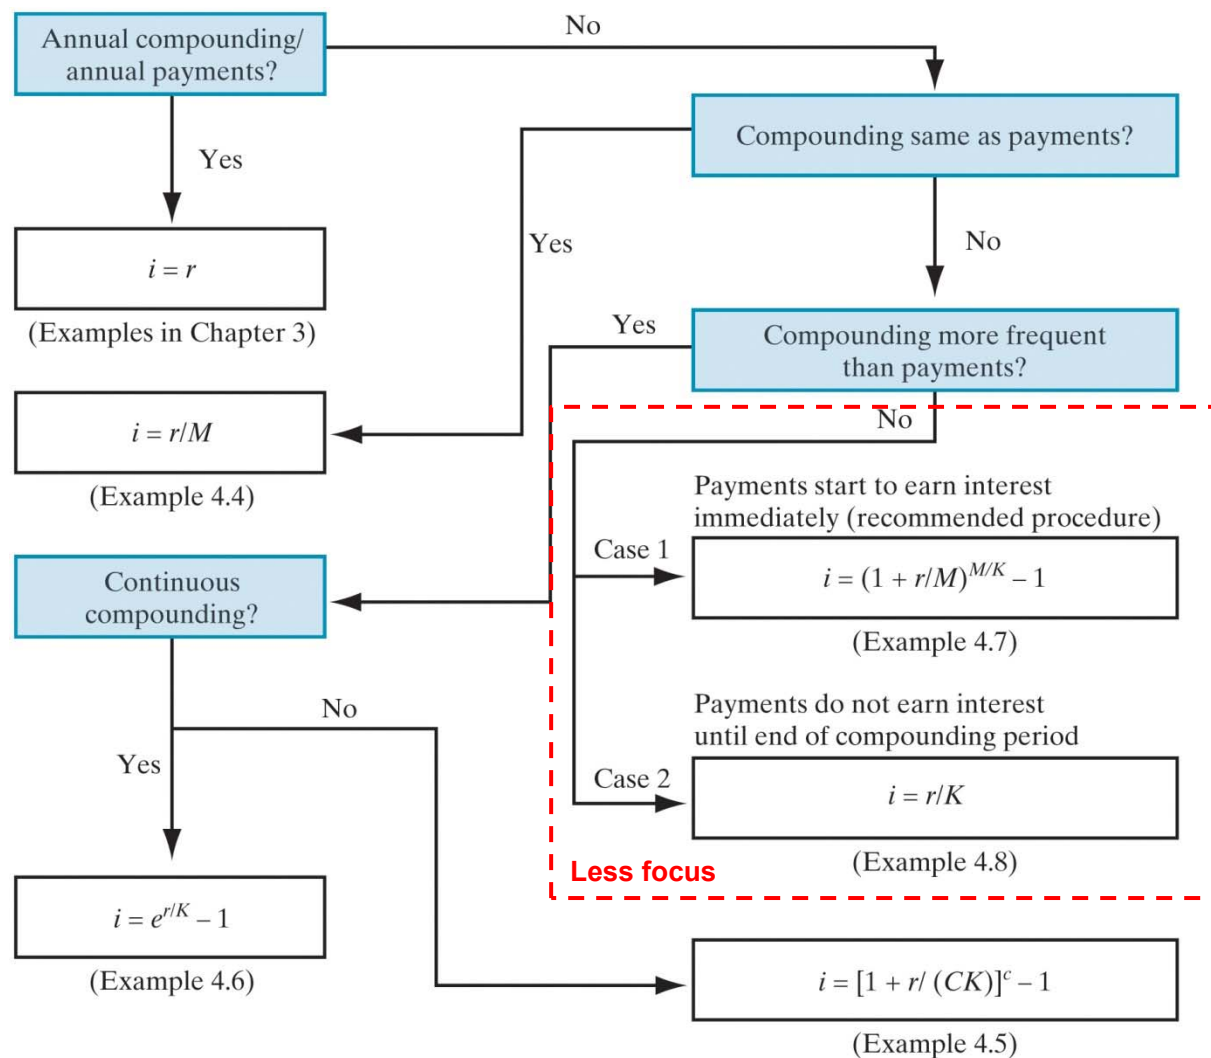 Annual compounding/
annual payments?
No
Compounding same as payments?
Yes
Yes
No
i = r
(Examples in Chapter 3)
Yes
Compounding more frequent
than payments?
No
i = r/M
(Example 4.4)
Payments start to earn interest
immediately (recommended procedure)
Case 1
i = (1 + r/M)^{M/K} – 1
(Example 4.7)
Continuous
compounding?
Payments do not earn interest
until end of compounding period
No
Yes
Case 2
i = r/K
(Example 4.8)
Less focus
i = e^{r/K} – 1
(Example 4.6)
i = [1 + r/ (CK)]^c – 1
(Example 4.5)